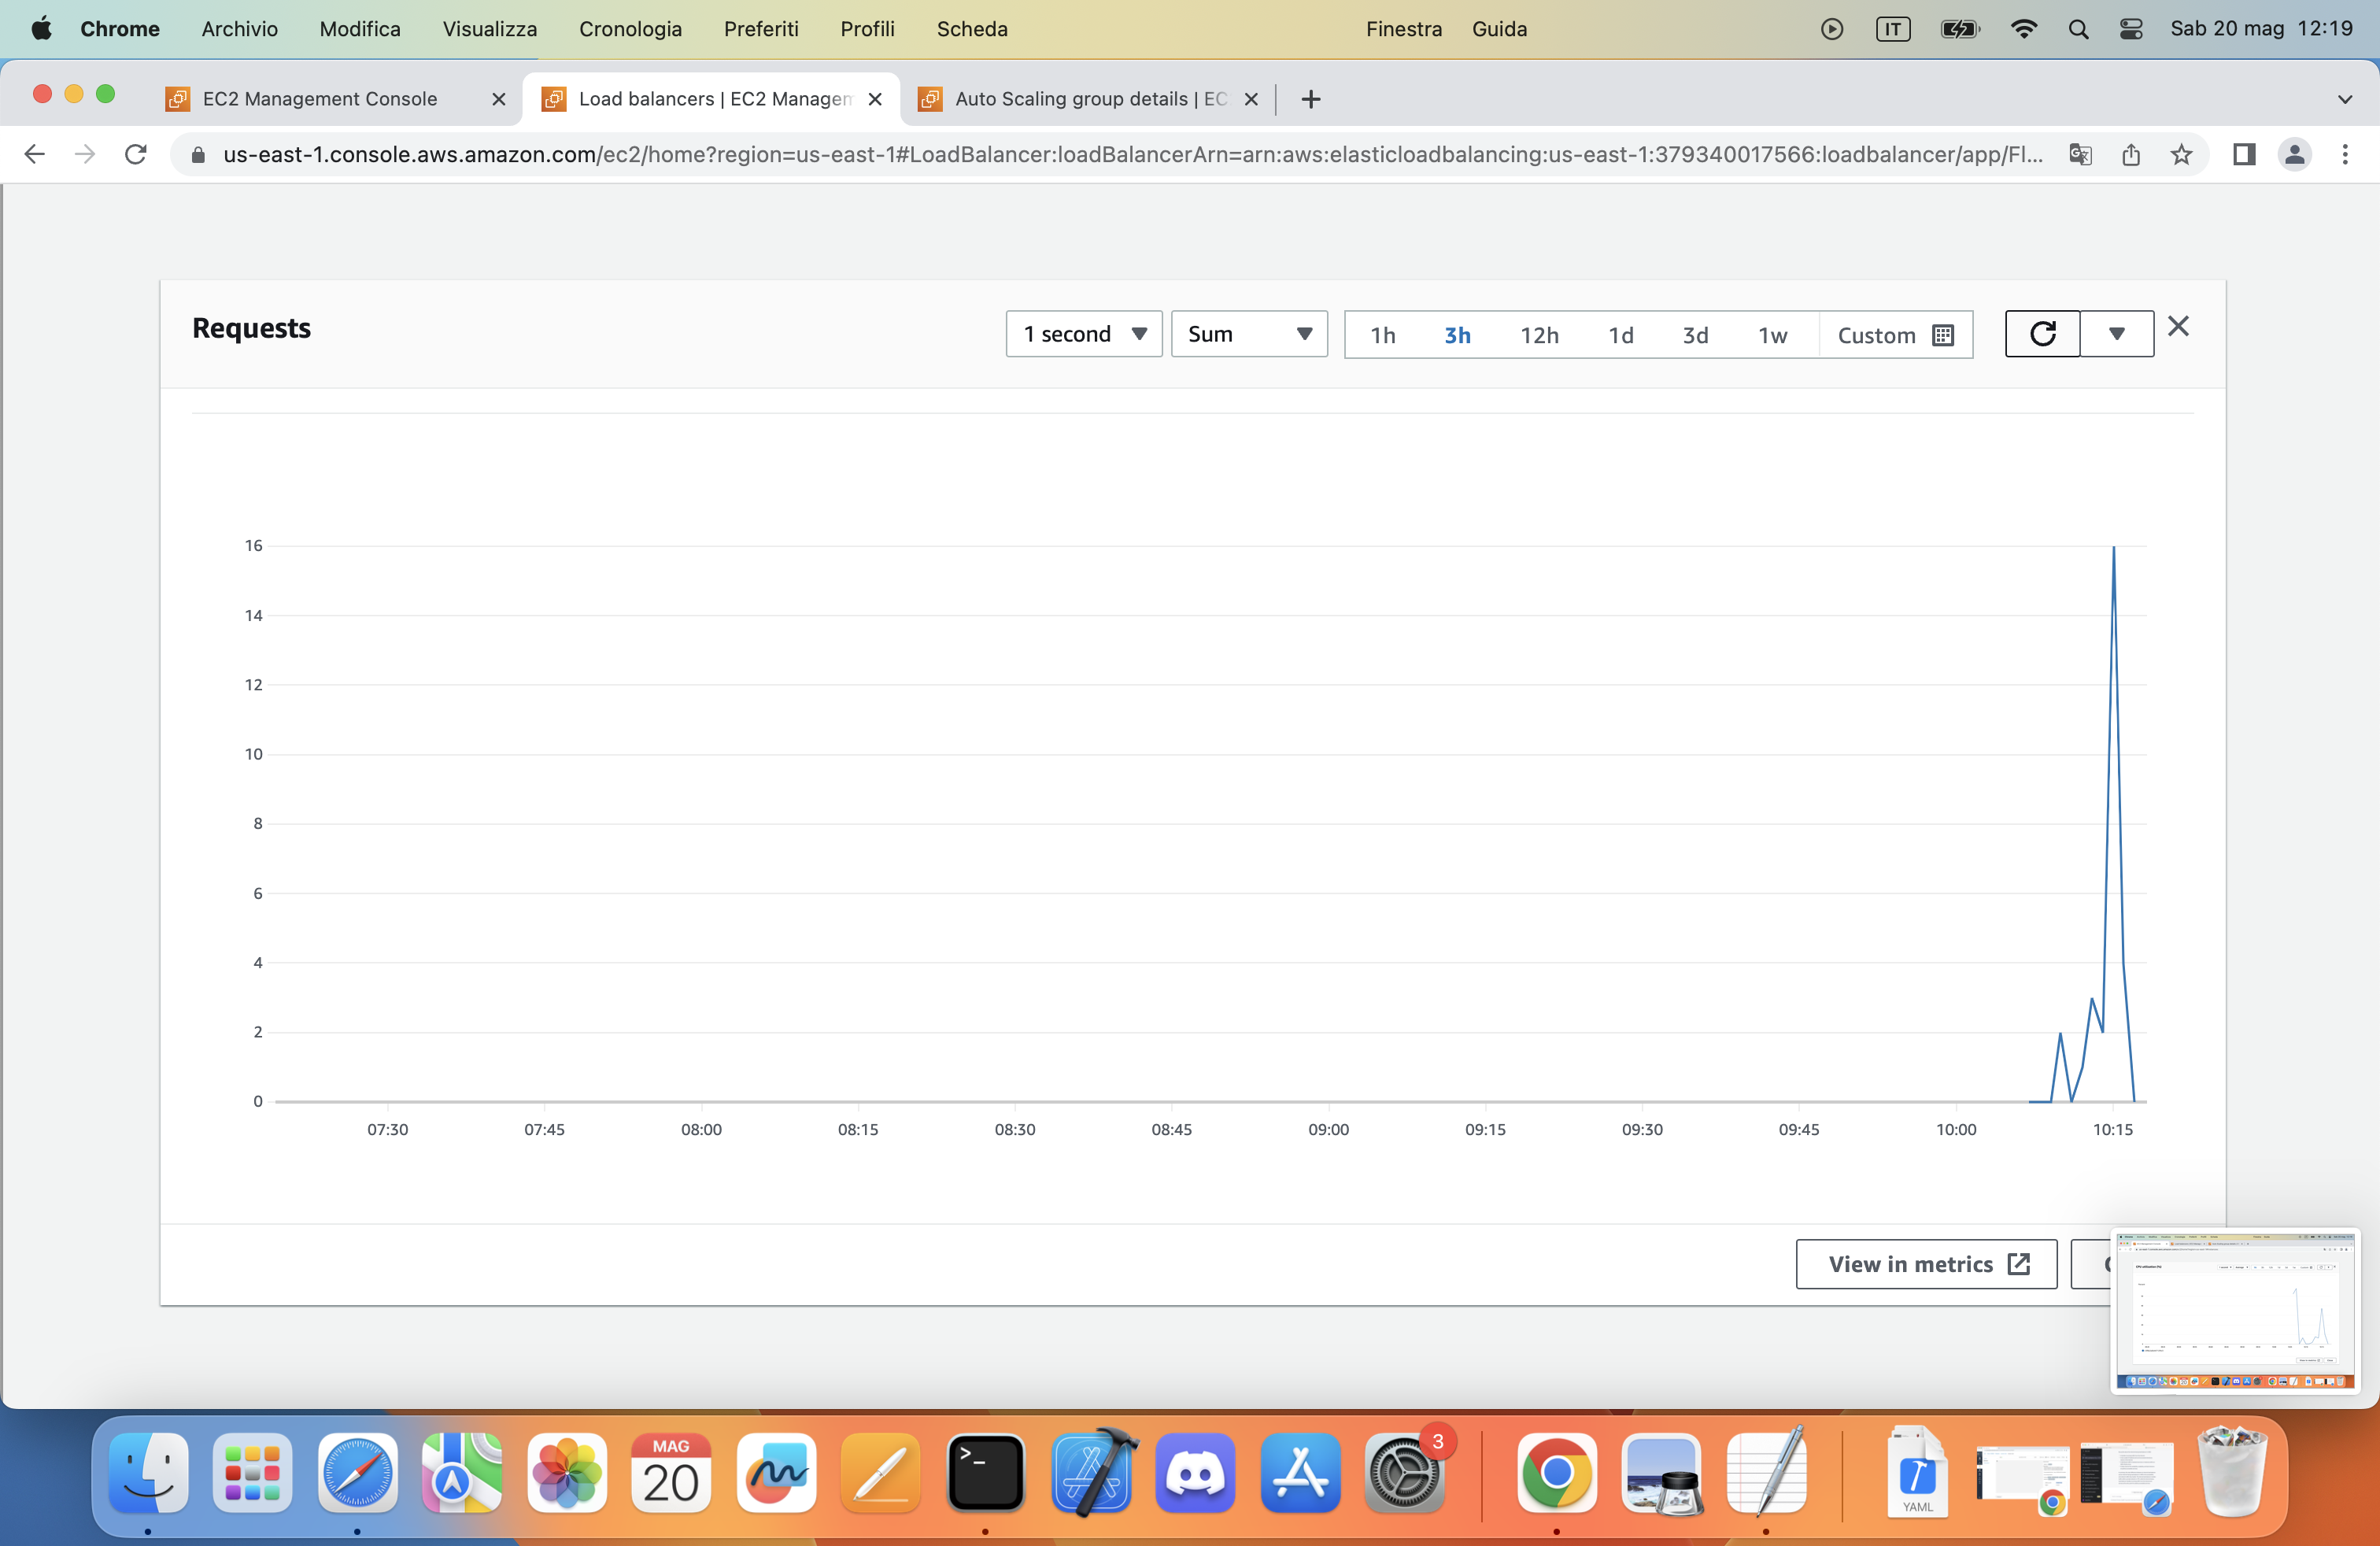 Chrome Archivio Modifica Visualizza Cronologia Preferiti Profili Scheda Finestra Guida IT Sab 20 mag 12:19
EC2 Management Console
Load balancers | EC2 Managem
Auto Scaling group details | EC
us-east-1.console.aws.amazon.com/ec2/home?region=us-east-1#LoadBalancer:loadBalancerArn=arn:aws:elasticloadbalancing:us-east-1:379340017566:loadbalancer/app/Fl...
Requests
1 second
Sum
1h 3h 12h 1d 3d 1w Custom
16
14
12
10
8
6
4
2
0
07:30 07:45 08:00 08:15 08:30 08:45 09:00 09:15 09:30 09:45 10:00 10:15
View in metrics
MAG
20
>_
3
YAML